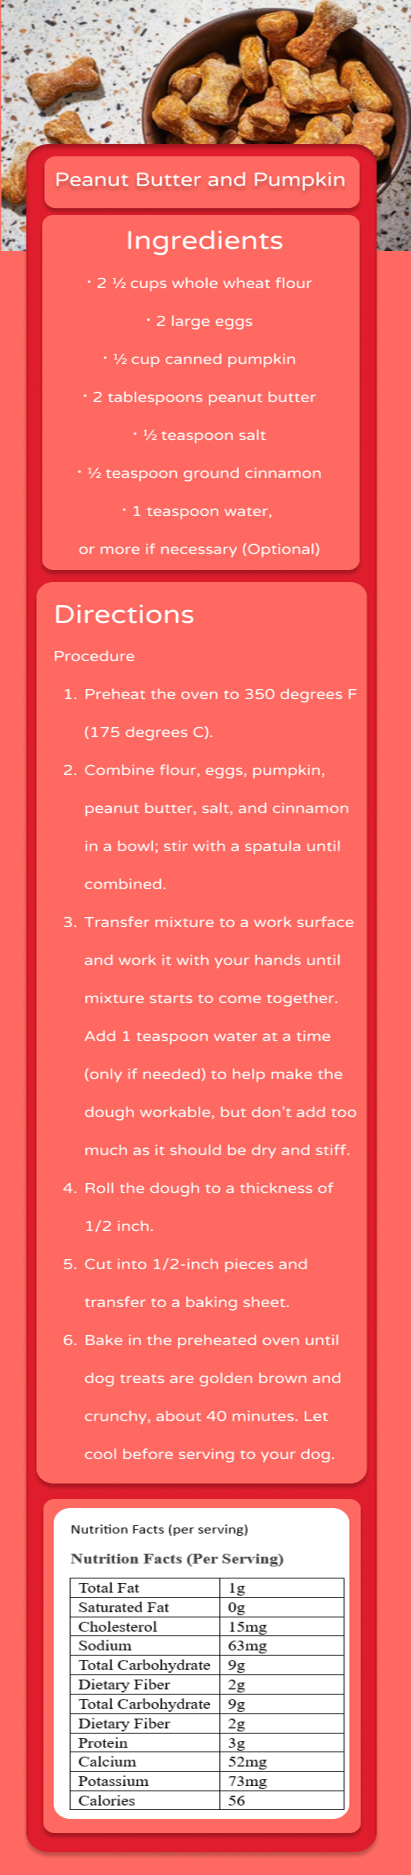 Peanut Butter and Pumpkin
Ingredients
· 2 ½ cups whole wheat flour
· 2 large eggs
· ½ cup canned pumpkin
· 2 tablespoons peanut butter
· ½ teaspoon salt
· ½ teaspoon ground cinnamon
· 1 teaspoon water,
or more if necessary (Optional)
Directions
Procedure
1. Preheat the oven to 350 degrees F
(175 degrees C).
2. Combine flour, eggs, pumpkin,
peanut butter, salt, and cinnamon
in a bowl; stir with a spatula until
combined.
3. Transfer mixture to a work surface
and work it with your hands until
mixture starts to come together.
Add 1 teaspoon water at a time
(only if needed) to help make the
dough workable, but don’t add too
much as it should be dry and stiff.
4. Roll the dough to a thickness of
1/2 inch.
5. Cut into 1/2-inch pieces and
transfer to a baking sheet.
6. Bake in the preheated oven until
dog treats are golden brown and
crunchy, about 40 minutes. Let
cool before serving to your dog.
Nutrition Facts (per serving)
Nutrition Facts (Per Serving)
Total Fat 1g
Saturated Fat 0g
Cholesterol 15mg
Sodium 63mg
Total Carbohydrate 9g
Dietary Fiber 2g
Total Carbohydrate 9g
Dietary Fiber 2g
Protein 3g
Calcium 52mg
Potassium 73mg
Calories 56